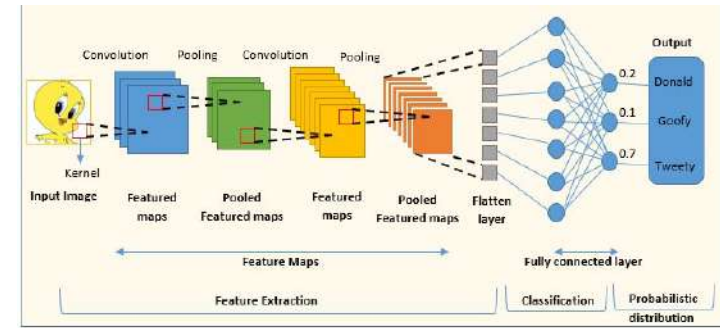 Convolution
Pooling
Convolution
Pooling
Output
0.2
Donald
0.1
Goofy
0.7
Tweety
Kernel
Input Image
Featured
maps
Pooled
Featured maps
Featured
maps
Pooled
Featured maps
Flatten
layer
Feature Maps
Fully connected layer
Feature Extraction
Classification
Probabilistic
distribution